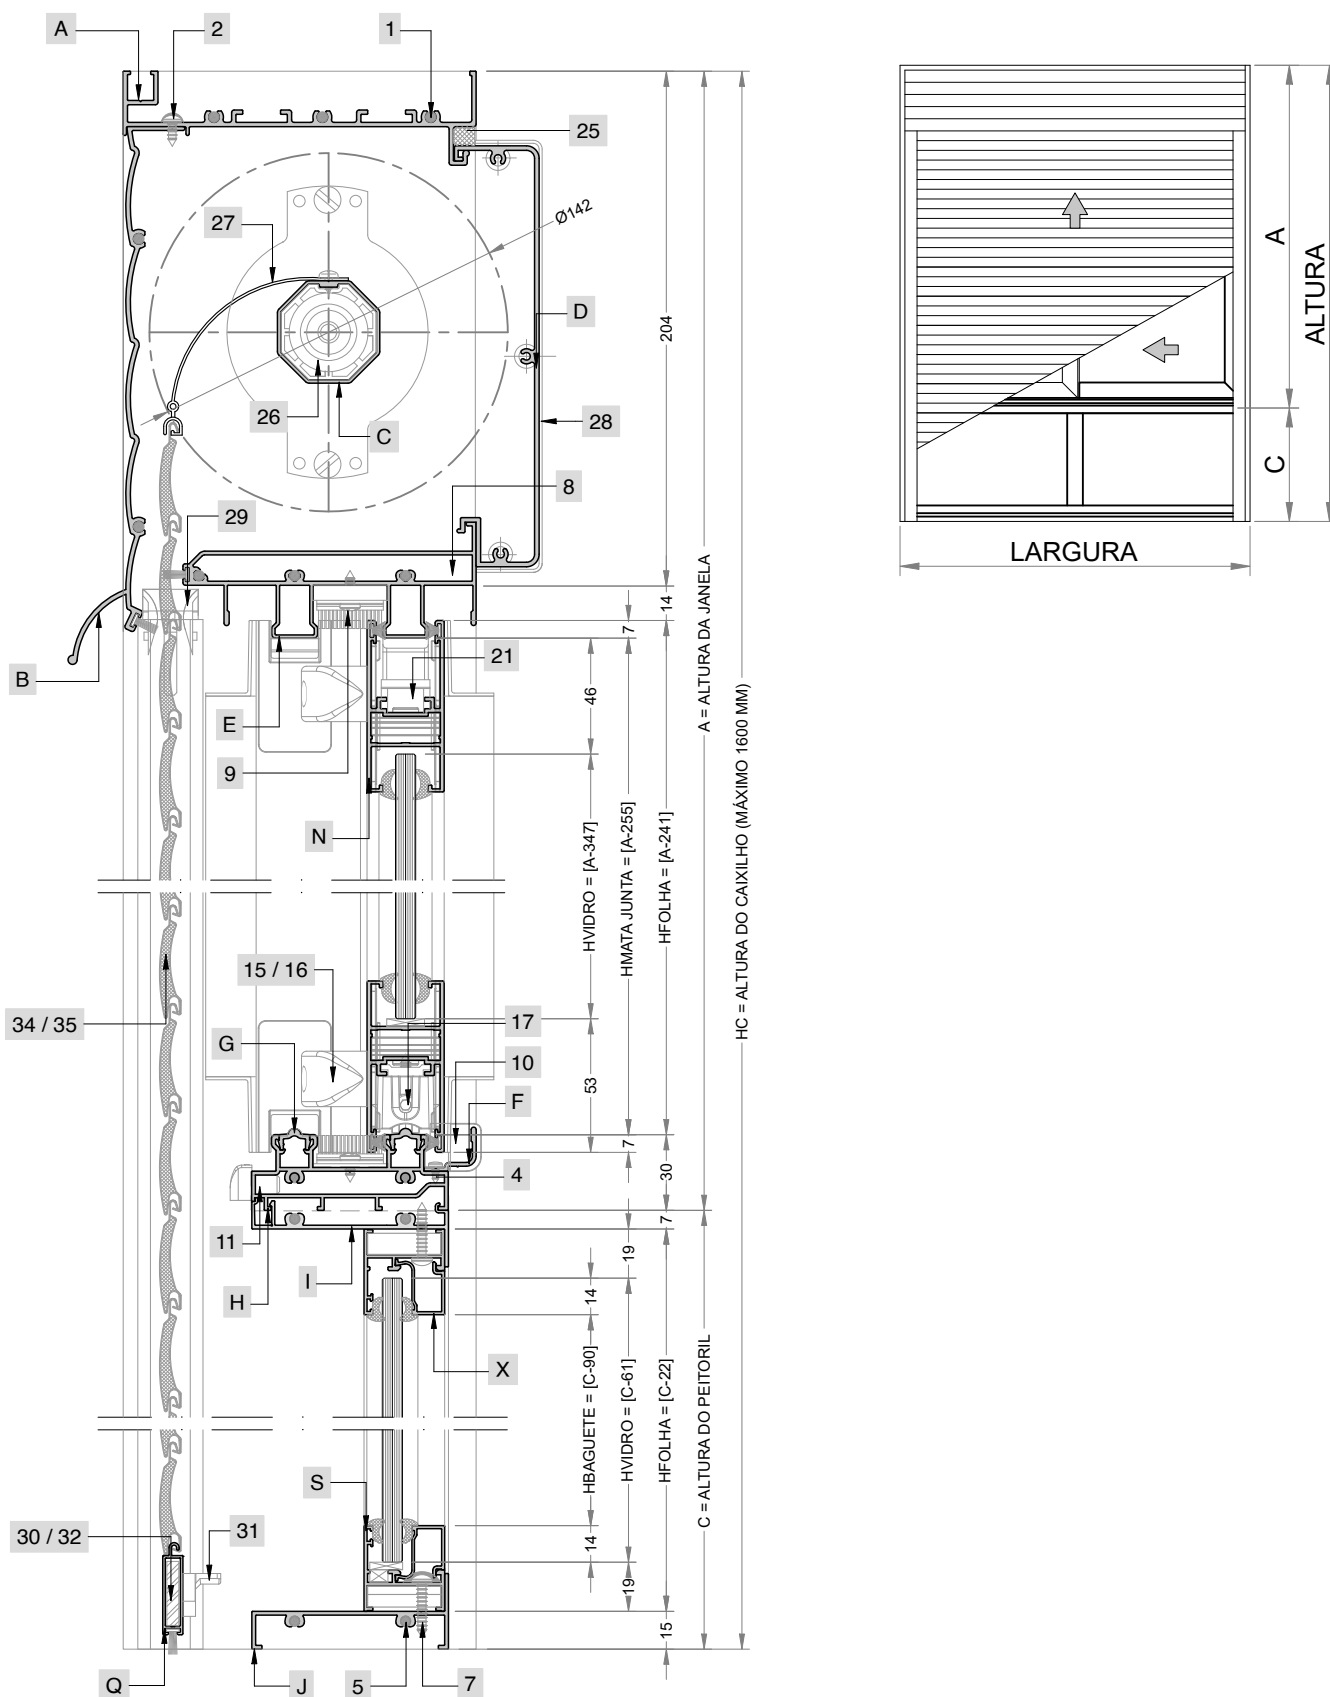 A
2
1
25
27
Ø142
D
26
C
28
8
29
B
E
21
9
N
204
14
7
46
HVIDRO = [A-347]
HMATA JUNTA = [A-255]
HFOLHA = [A-241]
A = ALTURA DA JANELA
HC = ALTURA DO CAIXILHO (MÁXIMO 1600 MM)
15 / 16
34 / 35
G
17
10
F
53
7
30
4
7
11
I
H
19
14
X
HBAGUETE = [C-90]
HVIDRO = [C-61]
HFOLHA = [C-22]
C = ALTURA DO PEITORIL
S
30 / 32
31
14
19
15
Q
J
5
7
A
ALTURA
C
LARGURA